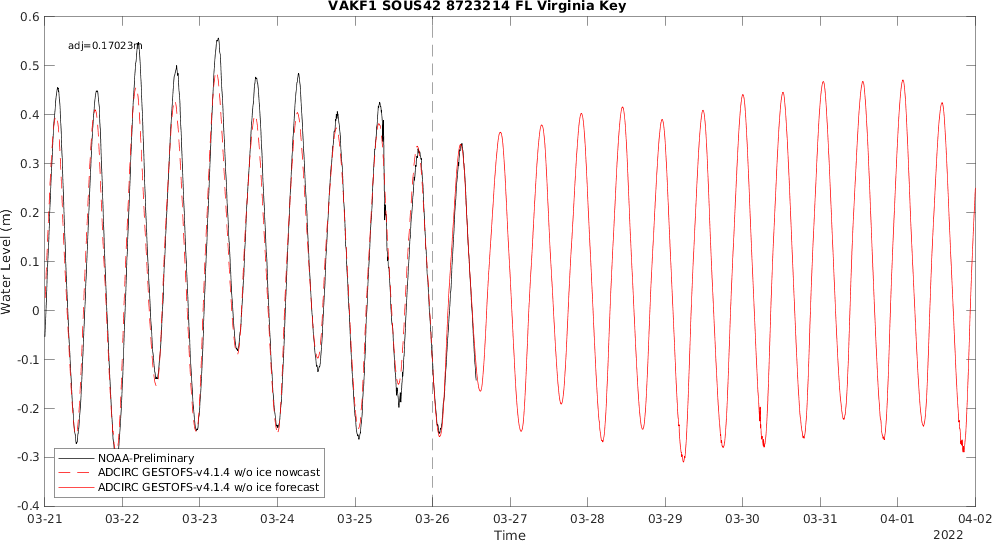 VAKF1 SOUS42 8723214 FL Virginia Key
adj=0.17023m
Water Level (m)
0.6
0.5
0.4
0.3
0.2
0.1
0
-0.1
-0.2
-0.3
-0.4
NOAA-Preliminary
ADCIRC GESTOFS-v4.1.4 w/o ice nowcast
ADCIRC GESTOFS-v4.1.4 w/o ice forecast
03-21 03-22 03-23 03-24 03-25 03-26 03-27 03-28 03-29 03-30 03-31 04-01 04-02
Time
2022